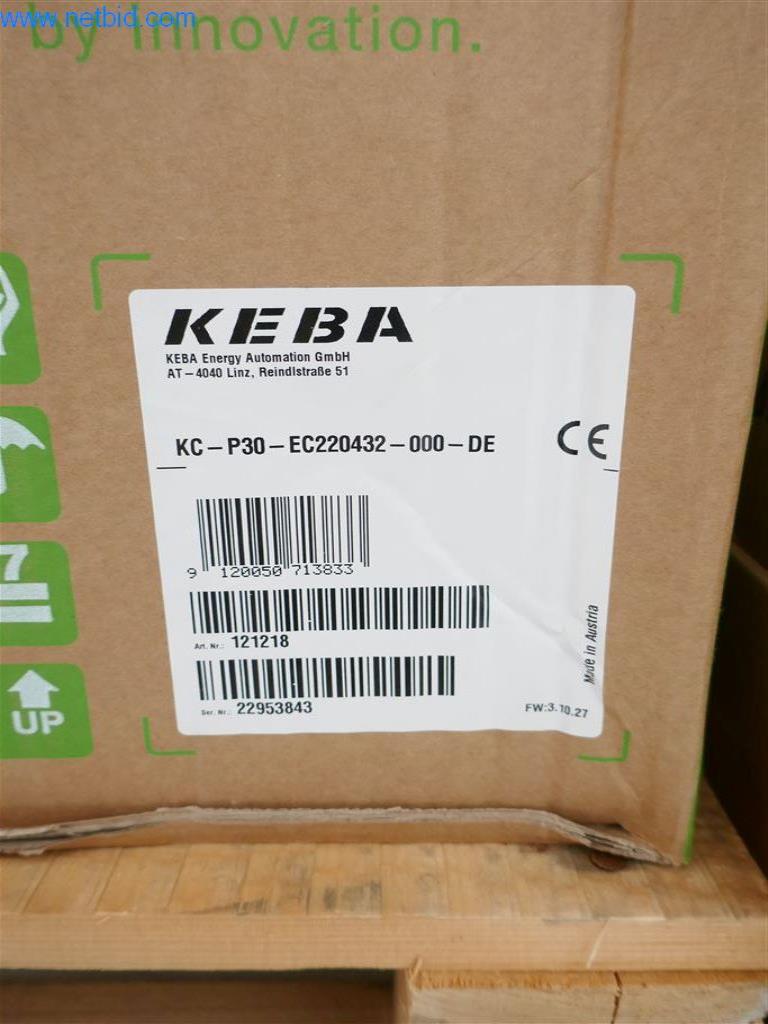 www.netbid.com
by innovation.
KEBA
KEBA Energy Automation GmbH
AT-4040 Linz, Reindlstraße 51
KC-P30-EC220432-000-DE
CE
9 120050 713833
Art. Nr.: 121218
Ser. Nr.: 22953843
Made in Austria
FW:3.10.27
7
UP